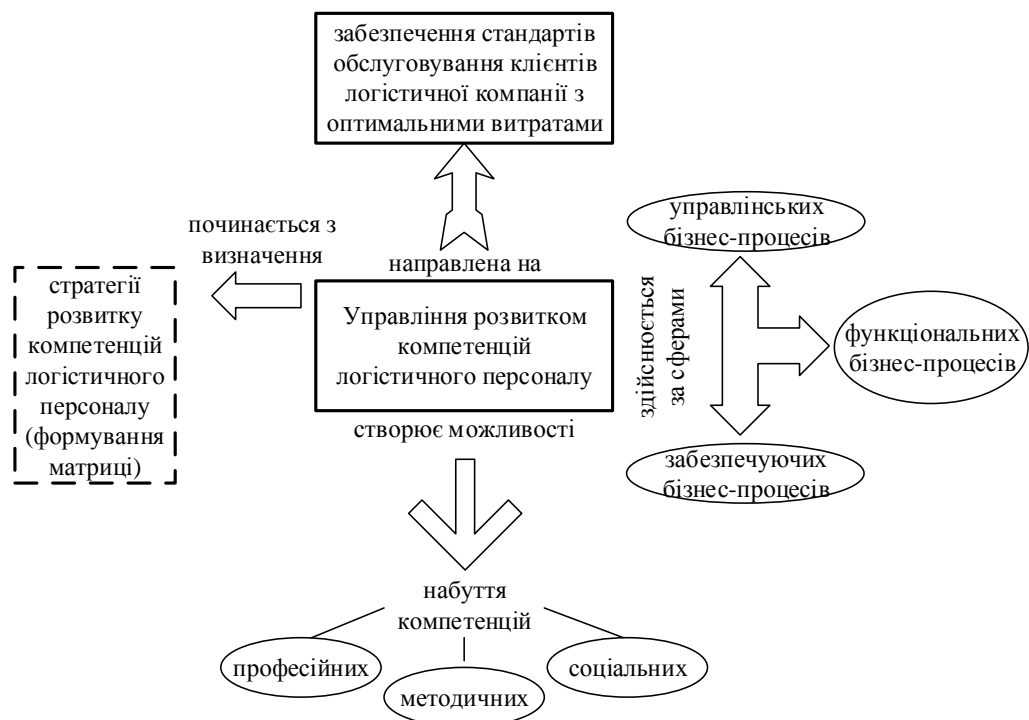 забезпечення стандартів
обслуговування клієнтів
логістичної компанії з
оптимальними витратами
починається з
визначення
направлена на
стратегії
розвитку
компетенцій
логістичного
персоналу
(формування
матриці)
Управління розвитком
компетенцій
логістичного персоналу
створює можливості
здійснюється
за сферами
управлінських
бізнес-процесів
функціональних
бізнес-процесів
забезпечуючих
бізнес-процесів
набуття
компетенцій
професійних
методичних
соціальних